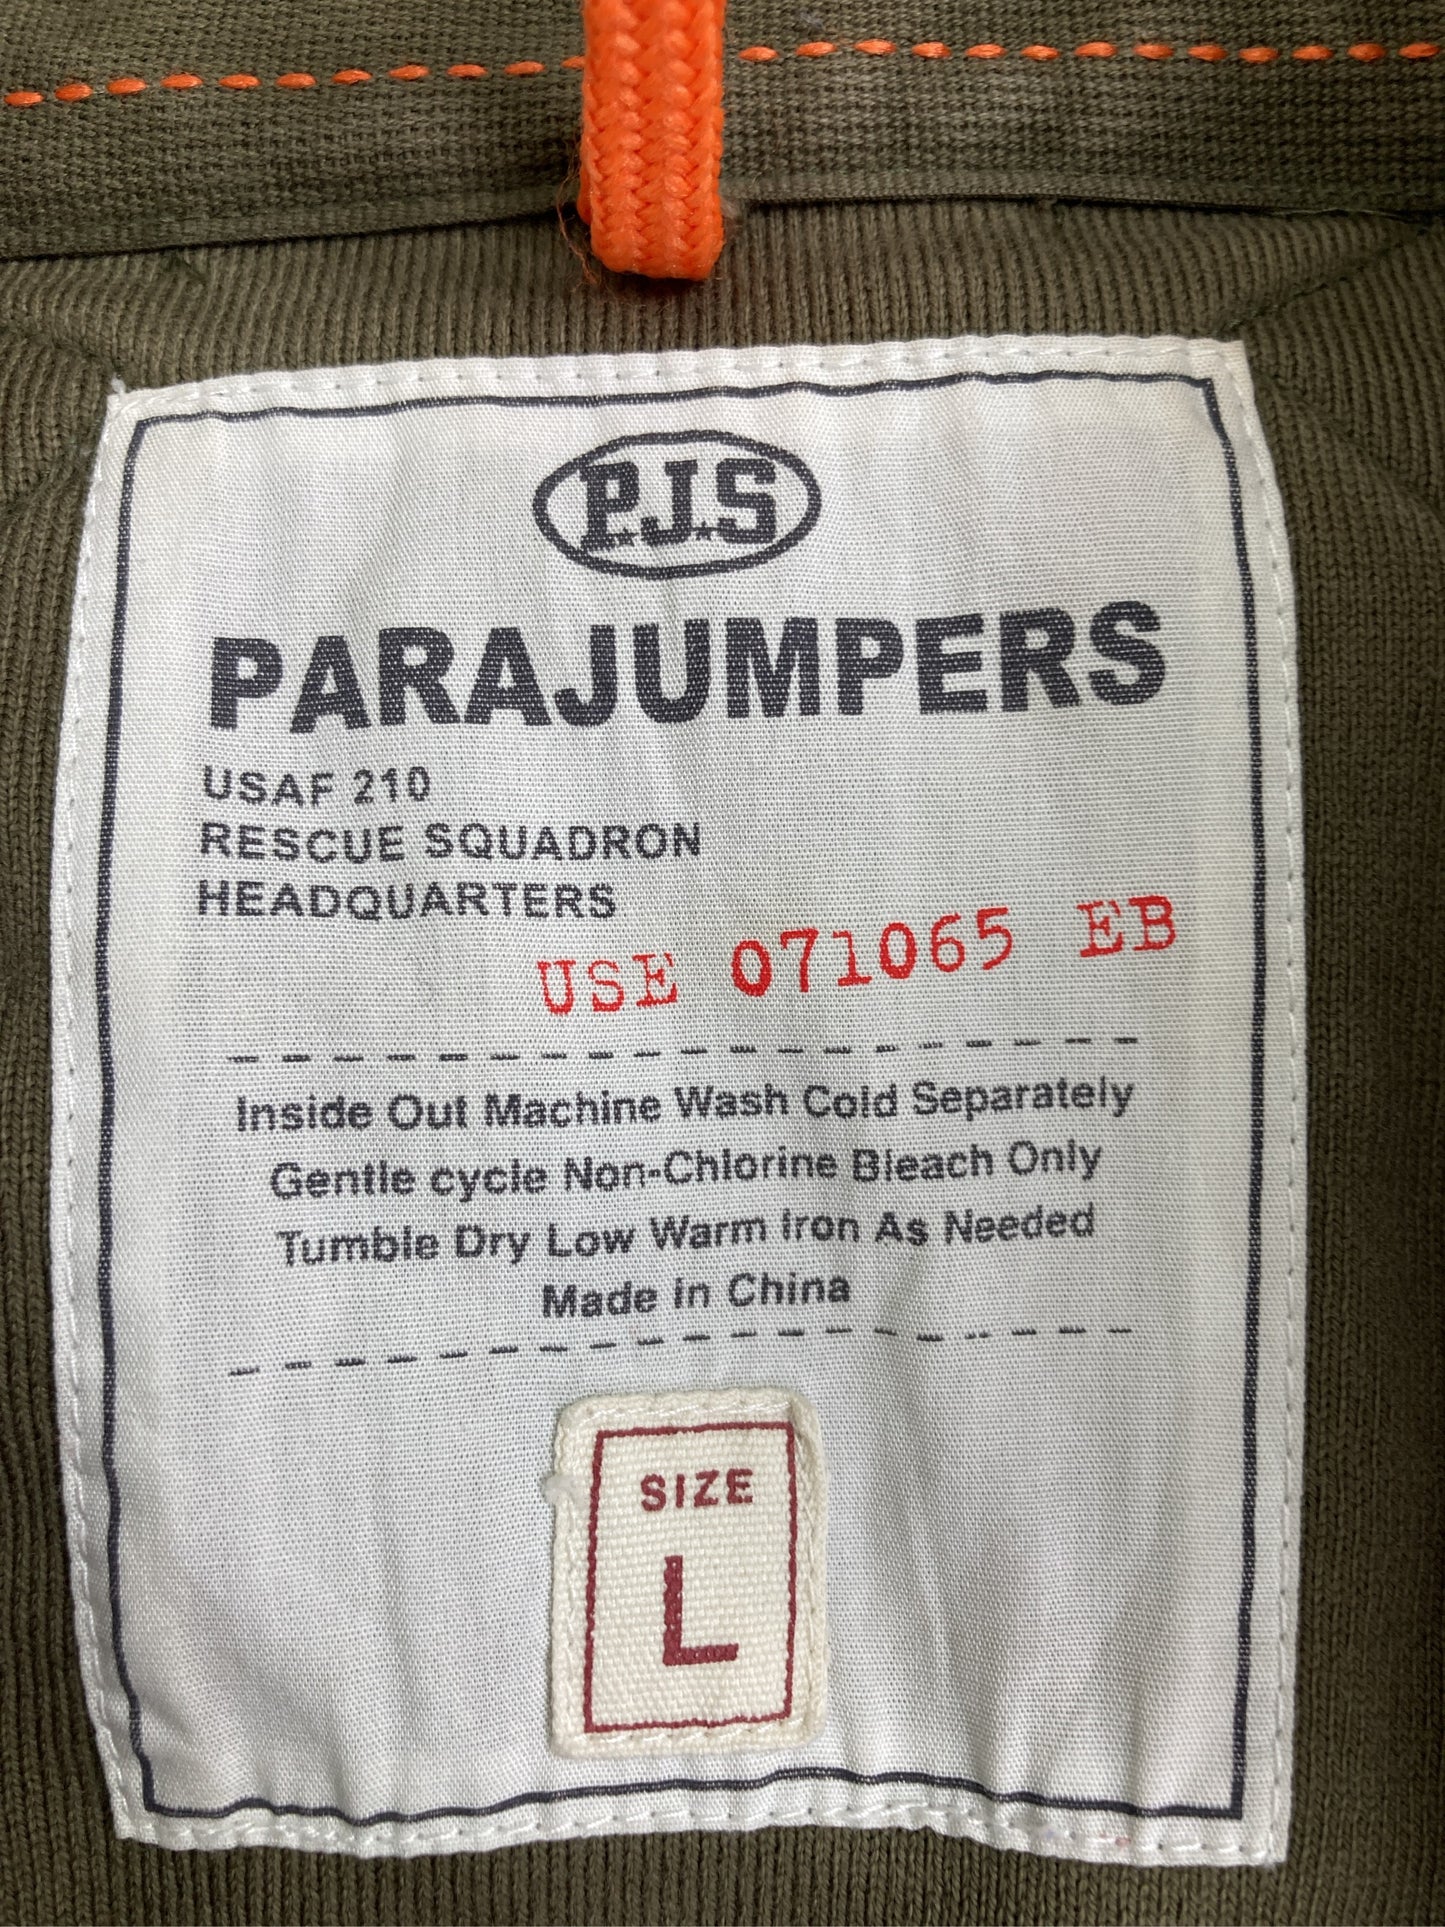 P.J.S
PARAJUMPERS
USAF 210
RESCUE SQUADRON
HEADQUARTERS
USE 071065 EB
Inside Out Machine Wash Cold Separately
Gentle cycle Non-Chlorine Bleach Only
Tumble Dry Low Warm Iron As Needed
Made in China
SIZE
L